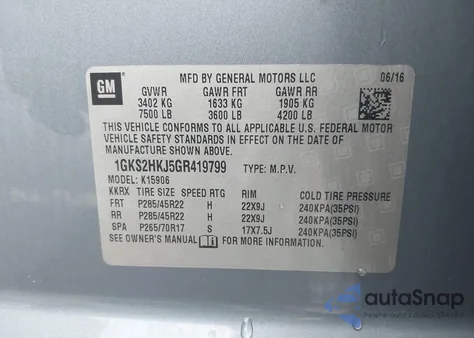 GM
MFD BY GENERAL MOTORS LLC 06/16
GVWR GAWR FRT GAWR RR
3402 KG 1633 KG 1905 KG
7500 LB 3600 LB 4200 LB
THIS VEHICLE CONFORMS TO ALL APPLICABLE U.S. FEDERAL MOTOR
VEHICLE SAFETY STANDARDS IN EFFECT ON THE DATE OF
MANUFACTURE SHOWN ABOVE.
1GKS2HKJ5GR419799 TYPE: M.P.V.
MODEL: K15906
KKRX TIRE SIZE SPEED RTG RIM COLD TIRE PRESSURE
FRT P285/45R22 H 22X9J 240KPA(35PSI)
RR P285/45R22 H 22X9J 240KPA(35PSI)
SPA P265/70R17 S 17X7.5J 240KPA(35PSI)
SEE OWNER'S MANUAL FOR MORE INFORMATION.
autoSnap